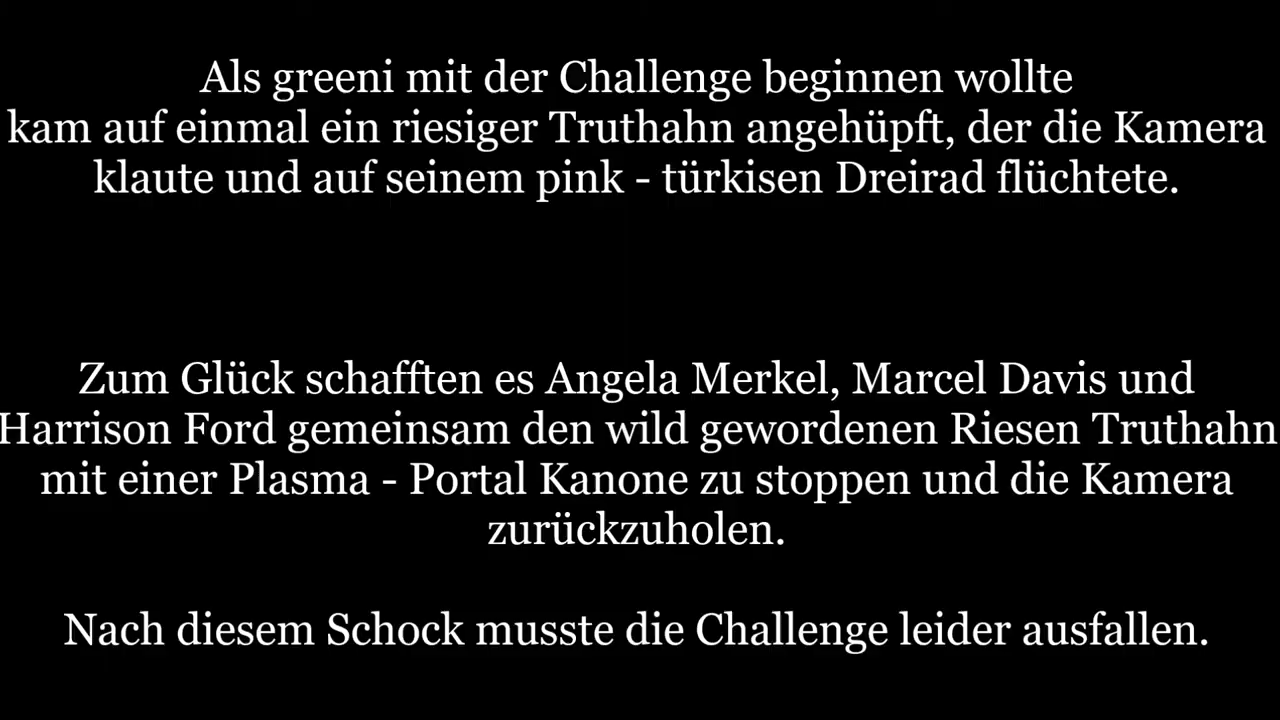 Als greeni mit der Challenge beginnen wollte
kam auf einmal ein riesiger Truthahn angehüpft, der die Kamera
klaute und auf seinem pink - türkisen Dreirad flüchtete.
Zum Glück schafften es Angela Merkel, Marcel Davis und
Harrison Ford gemeinsam den wild gewordenen Riesen Truthahn
mit einer Plasma - Portal Kanone zu stoppen und die Kamera
zurückzuholen.
Nach diesem Schock musste die Challenge leider ausfallen.